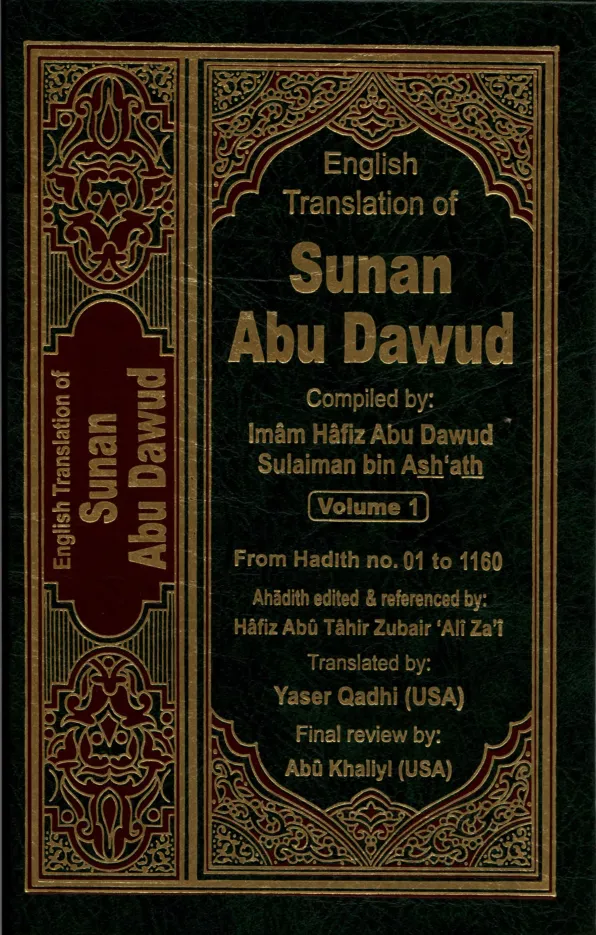 English Translation of
Sunan
Abu Dawud
English
Translation of
Sunan
Abu Dawud
Compiled by:
Imâm Hâfiz Abu Dawud
Sulaiman bin Ash'ath
Volume 1
From Hadith no. 01 to 1160
Ahādith edited & referenced by:
Hâfiz Abû Tâhir Zubair 'Alî Za'î
Translated by:
Yaser Qadhi (USA)
Final review by:
Abû Khaliyl (USA)